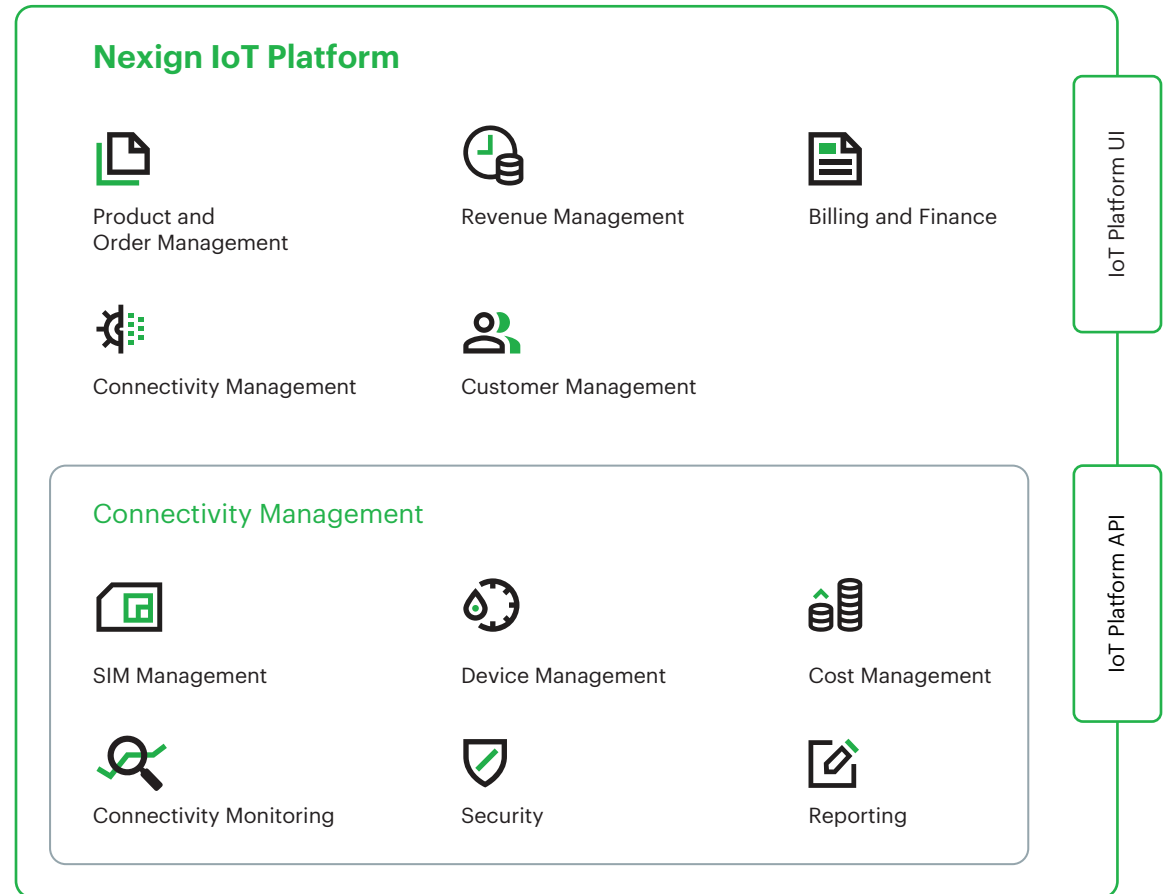 Nexign IoT Platform
Product and
Order Management
Revenue Management
Billing and Finance
Connectivity Management
Customer Management
Connectivity Management
SIM Management
Device Management
Cost Management
Connectivity Monitoring
Security
Reporting
IoT Platform UI
IoT Platform API